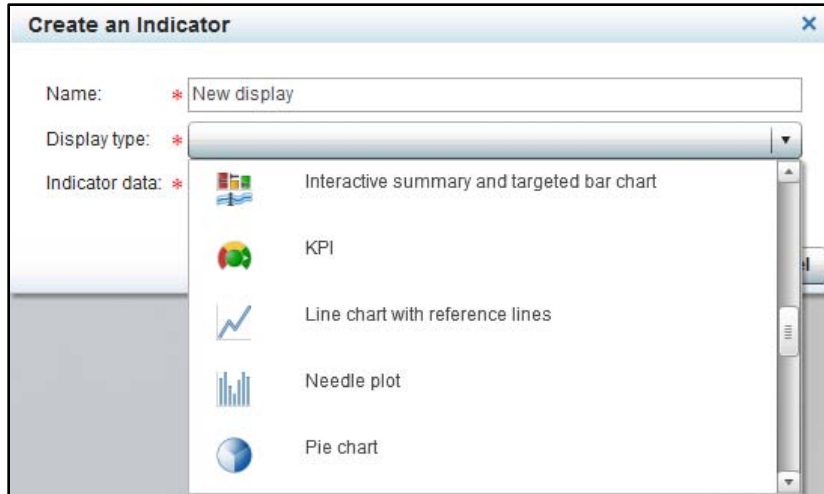 Create an Indicator
Name: * New display
Display type: *
Indicator data: *
Interactive summary and targeted bar chart
KPI
Line chart with reference lines
Needle plot
Pie chart